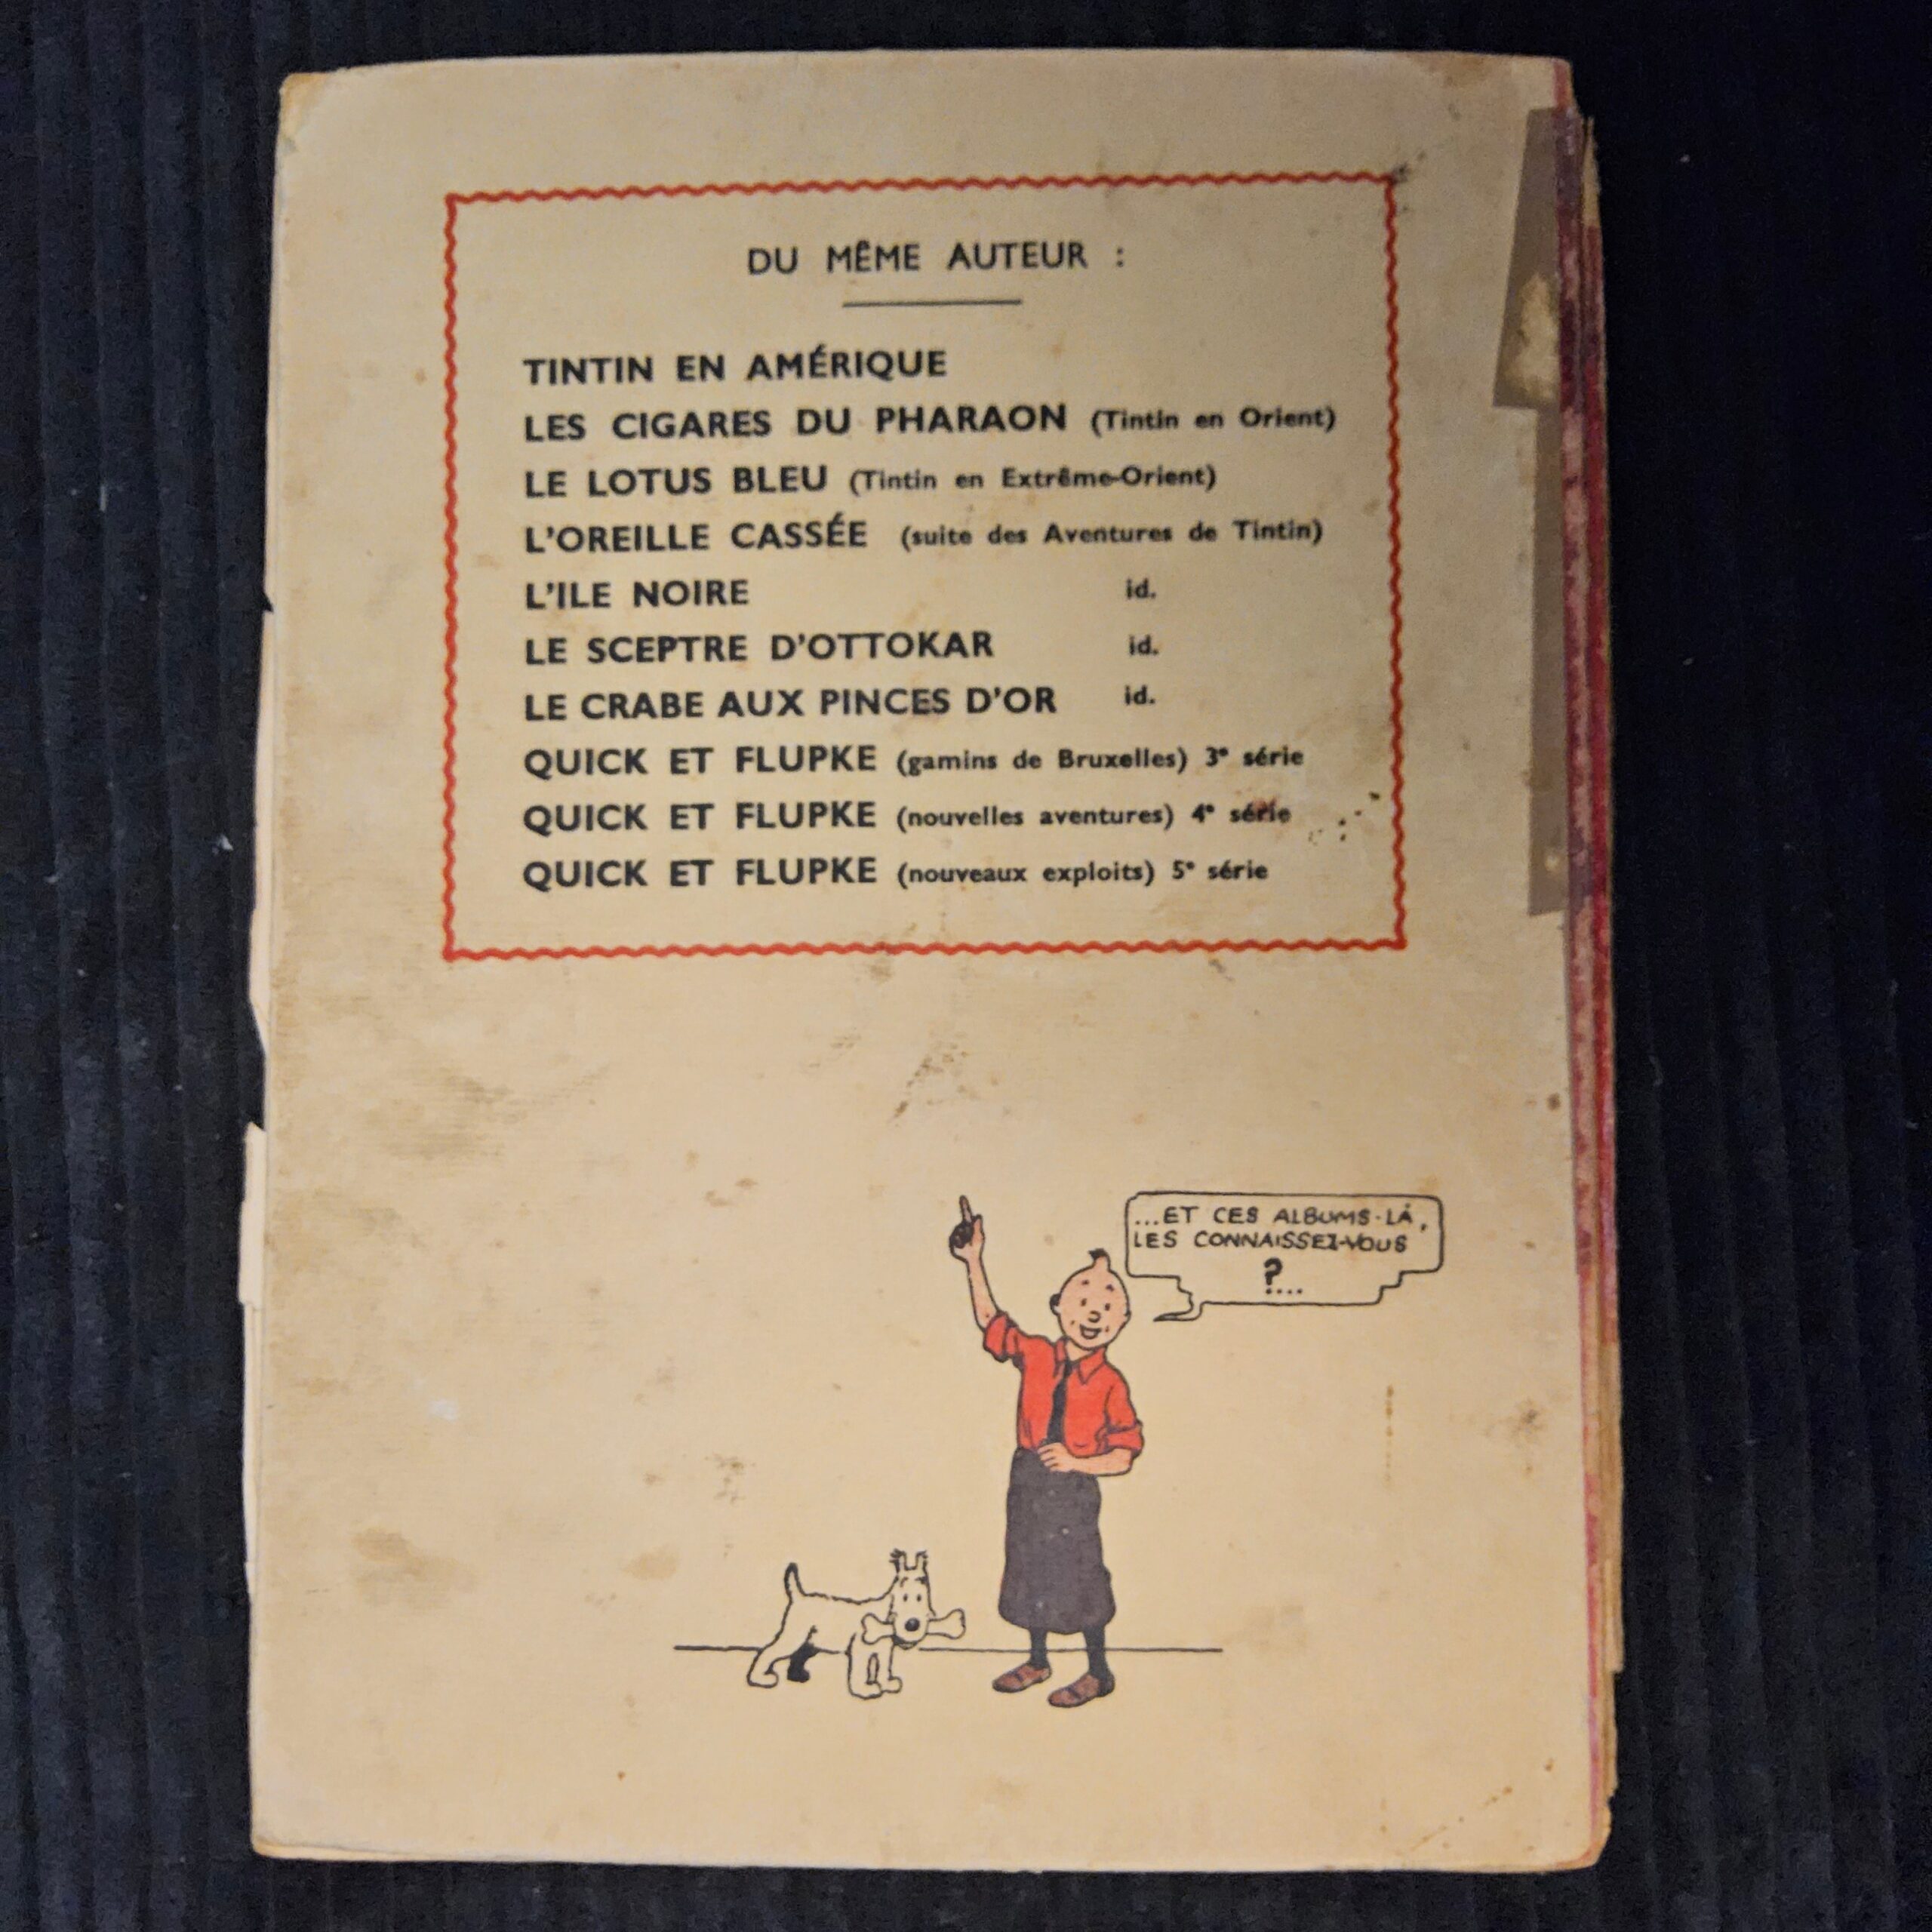 DU MÊME AUTEUR :
TINTIN EN AMÉRIQUE
LES CIGARES DU PHARAON (Tintin en Orient)
LE LOTUS BLEU (Tintin en Extrême-Orient)
L'OREILLE CASSÉE (suite des Aventures de Tintin)
L'ILE NOIRE id.
LE SCEPTRE D'OTTOKAR id.
LE CRABE AUX PINCES D'OR id.
QUICK ET FLUPKE (gamins de Bruxelles) 3e série
QUICK ET FLUPKE (nouvelles aventures) 4e série
QUICK ET FLUPKE (nouveaux exploits) 5e série
...ET CES ALBUMS-LÀ,
LES CONNAISSEZ-VOUS
?....